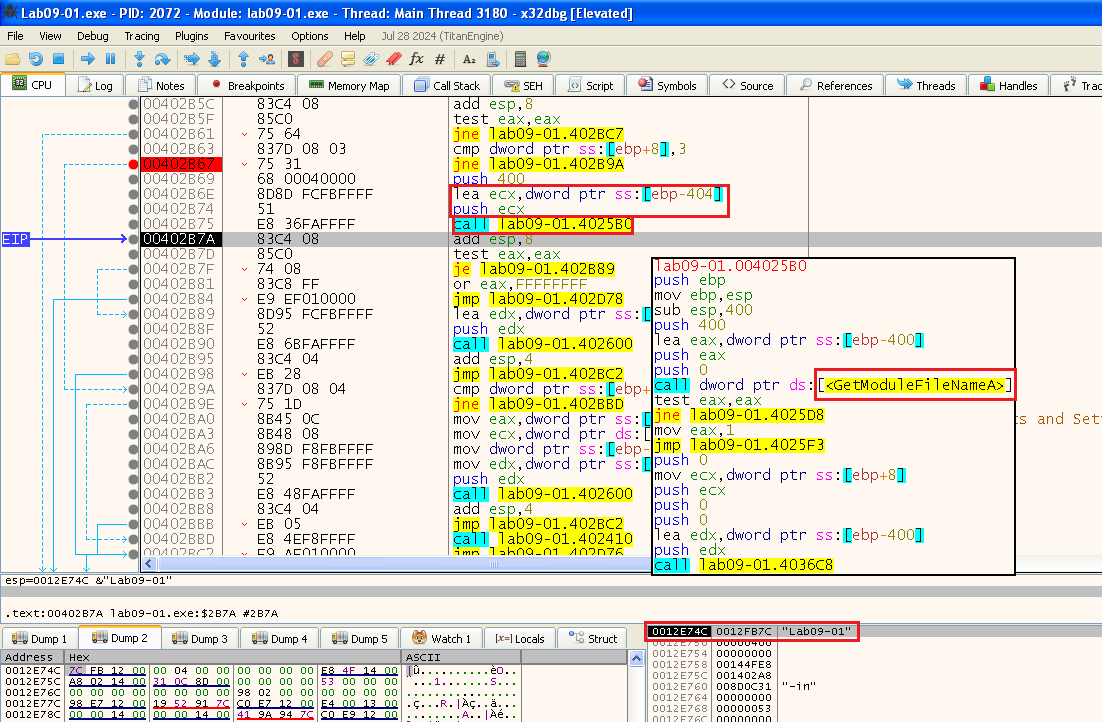 Lab09-01.exe - PID: 2072 - Module: lab09-01.exe - Thread: Main Thread 3180 - x32dbg [Elevated]
File View Debug Tracing Plugins Favourites Options Help Jul 28 2024 (TitanEngine)
CPU Log Notes Breakpoints Memory Map Call Stack SEH Script Symbols Source References Threads Handles Trac
00402B5C 83C4 08 add esp,8
00402B5F 85C0 test eax,eax
00402B61 75 64 jne lab09-01.402BC7
00402B63 837D 08 03 cmp dword ptr ss:[ebp+8],3
00402B67 75 31 jne lab09-01.402B9A
00402B69 68 00040000 push 400
00402B6E 8D8D FCFBFFFF lea ecx,dword ptr ss:[ebp-404]
00402B74 51 push ecx
00402B75 E8 36FAFFFF call lab09-01.4025B0
EIP 00402B7A 83C4 08 add esp,8
00402B7D 85C0 test eax,eax
00402B7F 74 08 je lab09-01.402B89
00402B81 83C8 FF or eax,FFFFFFFF
00402B84 E9 EF010000 jmp lab09-01.402D78
00402B89 8D95 FCFBFFFF lea edx,dword ptr ss:[
00402B8F 52 push edx
00402B90 E8 6BFAFFFF call lab09-01.402600
00402B95 83C4 04 add esp,4
00402B98 EB 28 jmp lab09-01.402BC2
00402B9A 837D 08 04 cmp dword ptr ss:[ebp+
00402B9E 75 1D jne lab09-01.402BBD
00402BA0 8B45 0C mov eax,dword ptr ss:[
00402BA3 8B48 08 mov ecx,dword ptr ds:[
00402BA6 898D F8FBFFFF mov dword ptr ss:[ebp-
00402BAC 8B95 F8FBFFFF mov edx,dword ptr ss:[
00402BB2 52 push edx
00402BB3 E8 48FAFFFF call lab09-01.402600
00402BB8 83C4 04 add esp,4
00402BBB EB 05 jmp lab09-01.402BC2
00402BBD E8 4EF8FFFF call lab09-01.402410
00402BC2 E9 AF010000 jmp lab09-01.402D76
lab09-01.004025B0
push ebp
mov ebp,esp
sub esp,400
push 400
lea eax,dword ptr ss:[ebp-400]
push eax
push 0
call dword ptr ds:[<GetModuleFileNameA>]
test eax,eax
jne lab09-01.4025D8
mov eax,1
jmp lab09-01.4025F3
push 0
mov ecx,dword ptr ss:[ebp+8]
push ecx
push 0
push 0
lea edx,dword ptr ss:[ebp-400]
push edx
call lab09-01.4036C8
ts and Sett
esp=0012E74C &"Lab09-01"
.text:00402B7A lab09-01.exe:$2B7A #2B7A
Dump 1 Dump 2 Dump 3 Dump 4 Dump 5 Watch 1 Locals Struct
Address Hex ASCII
0012E74C 7C FB 12 00 00 04 00 00 00 00 00 00 E8 4F 14 00 |û..........èO..
0012E75C A8 02 14 00 31 0C 8D 00 00 00 00 00 53 00 00 00
0012E76C 00 00 00 00 00 00 00 00 98 02 00 00 00 00 00 00
0012E77C 98 E7 12 00 19 52 91 7C C0 E7 12 00 E4 00 13 00 .ç...R.|Àç..ä...
0012E78C 00 00 14 00 00 00 14 00 41 9A 94 7C C0 E9 12 00
0012E74C 0012FB7C "Lab09-01"
0012E750 00000400
0012E754 00000000
0012E758 00144FE8
0012E75C 001402A8
0012E760 008D0C31 "-in"
0012E764 00000000
0012E768 00000053
0012E76C 00000000